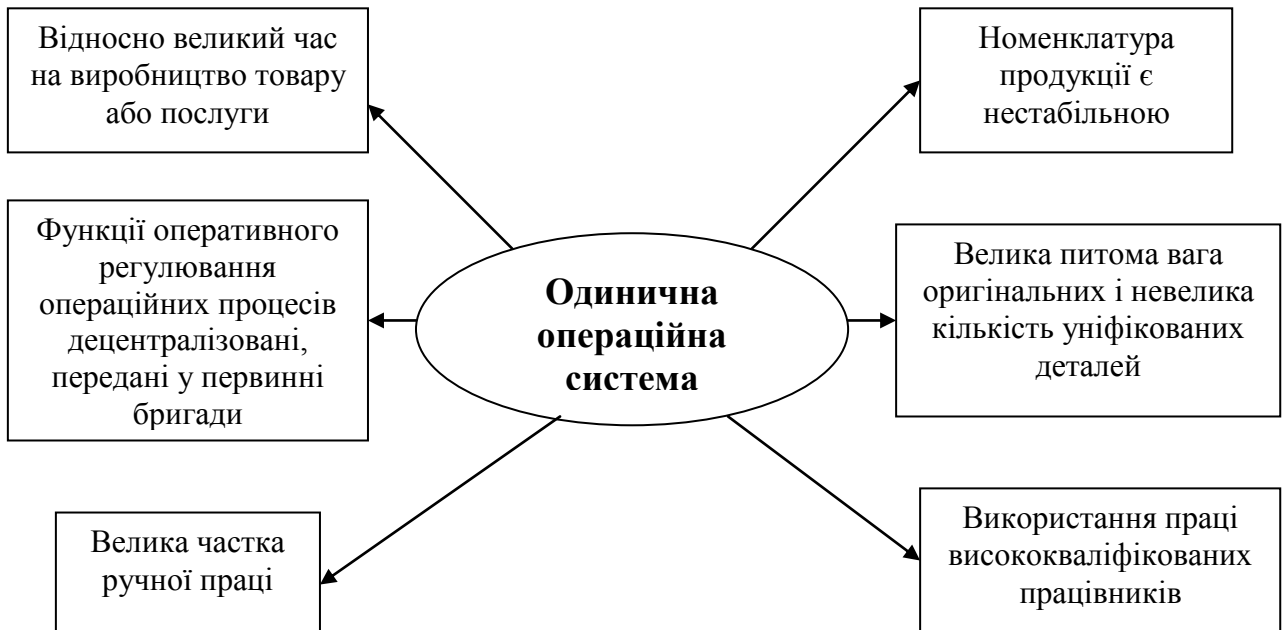 Відносно великий час
на виробництво товару
або послуги
Номенклатура
продукції є
нестабільною
Функції оперативного
регулювання
операційних процесів
децентралізовані,
передані у первинні
бригади
Одинична
операційна
система
Велика питома вага
оригінальних і невелика
кількість уніфікованих
деталей
Велика частка
ручної праці
Використання праці
висококваліфікованих
працівників